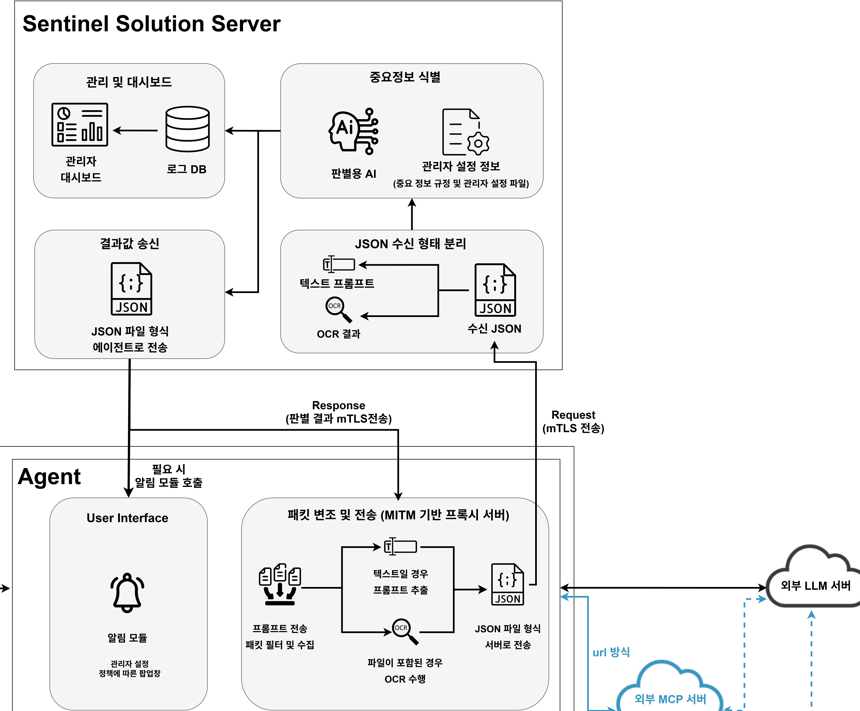 Sentinel Solution Server
관리 및 대시보드
관리자
대시보드
로그 DB
중요정보 식별
Ai
판별용 AI
관리자 설정 정보
(중요 정보 규정 및 관리자 설정 파일)
결과값 송신
{;}
JSON
JSON 파일 형식
에이전트로 전송
JSON 수신 형태 분리
T
텍스트 프롬프트
OCR
OCR 결과
{;}
JSON
수신 JSON
Response
(판별 결과 mTLS전송)
Request
(mTLS 전송)
Agent
필요 시
알림 모듈 호출
User Interface
알림 모듈
관리자 설정
정책에 따른 팝업창
패킷 변조 및 전송 (MITM 기반 프록시 서버)
프롬프트 전송
패킷 필터 및 수집
T
텍스트일 경우
프롬프트 추출
OCR
파일이 포함된 경우
OCR 수행
{;}
JSON
JSON 파일 형식
서버로 전송
외부 LLM 서버
url 방식
외부 MCP 서버